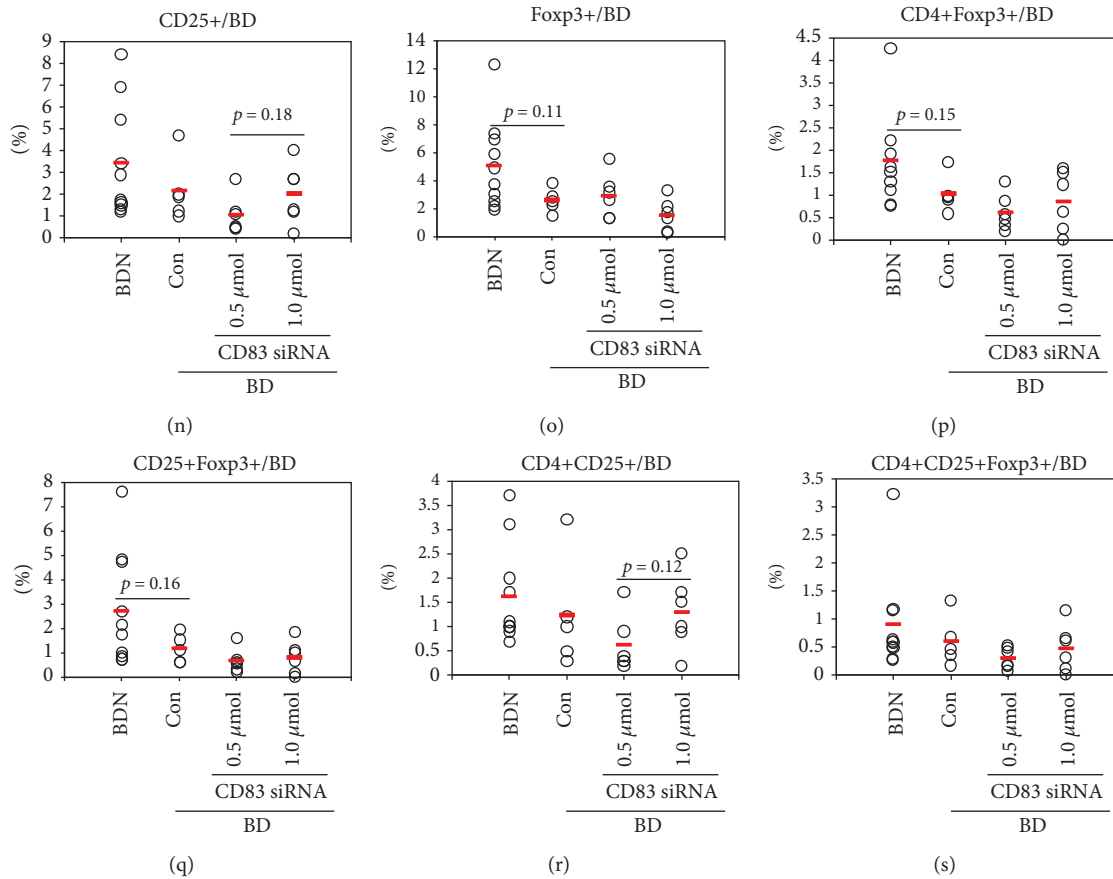 CD25+/BD
9
8
7
6
5
4
3
2
1
0
(%)
p = 0.18
BDN
Con
0.5 µmol
1.0 µmol
CD83 siRNA
BD
(n)
Foxp3+/BD
14
12
10
8
6
4
2
0
(%)
p = 0.11
BDN
Con
0.5 µmol
1.0 µmol
CD83 siRNA
BD
(o)
CD4+Foxp3+/BD
4.5
4
3.5
3
2.5
2
1.5
1
0.5
0
(%)
p = 0.15
BDN
Con
0.5 µmol
1.0 µmol
CD83 siRNA
BD
(p)
CD25+Foxp3+/BD
8
7
6
5
4
3
2
1
0
(%)
p = 0.16
BDN
Con
0.5 µmol
1.0 µmol
CD83 siRNA
BD
(q)
CD4+CD25+/BD
4
3.5
3
2.5
2
1.5
1
0.5
0
(%)
p = 0.12
BDN
Con
0.5 µmol
1.0 µmol
CD83 siRNA
BD
(r)
CD4+CD25+Foxp3+/BD
3.5
3
2.5
2
1.5
1
0.5
0
(%)
BDN
Con
0.5 µmol
1.0 µmol
CD83 siRNA
BD
(s)